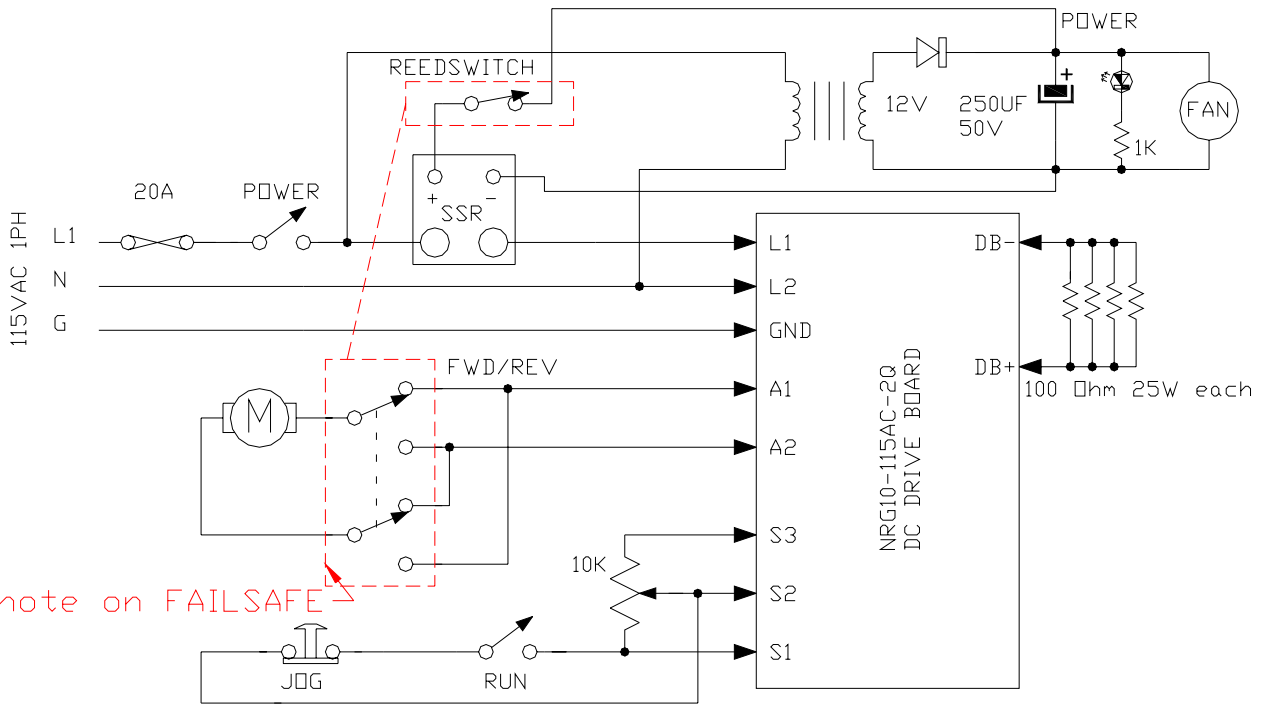 POWER
REEDSWITCH
12V
250UF
50V
+
1K
FAN
20A
POWER
+
-
SSR
115VAC 1PH
L1
N
G
L1
L2
GND
A1
A2
S3
S2
S1
DB-
DB+
NRG10-115AC-2Q
DC DRIVE BOARD
100 Ohm 25W each
FWD/REV
M
10K
note on FAILSAFE
JOG
RUN